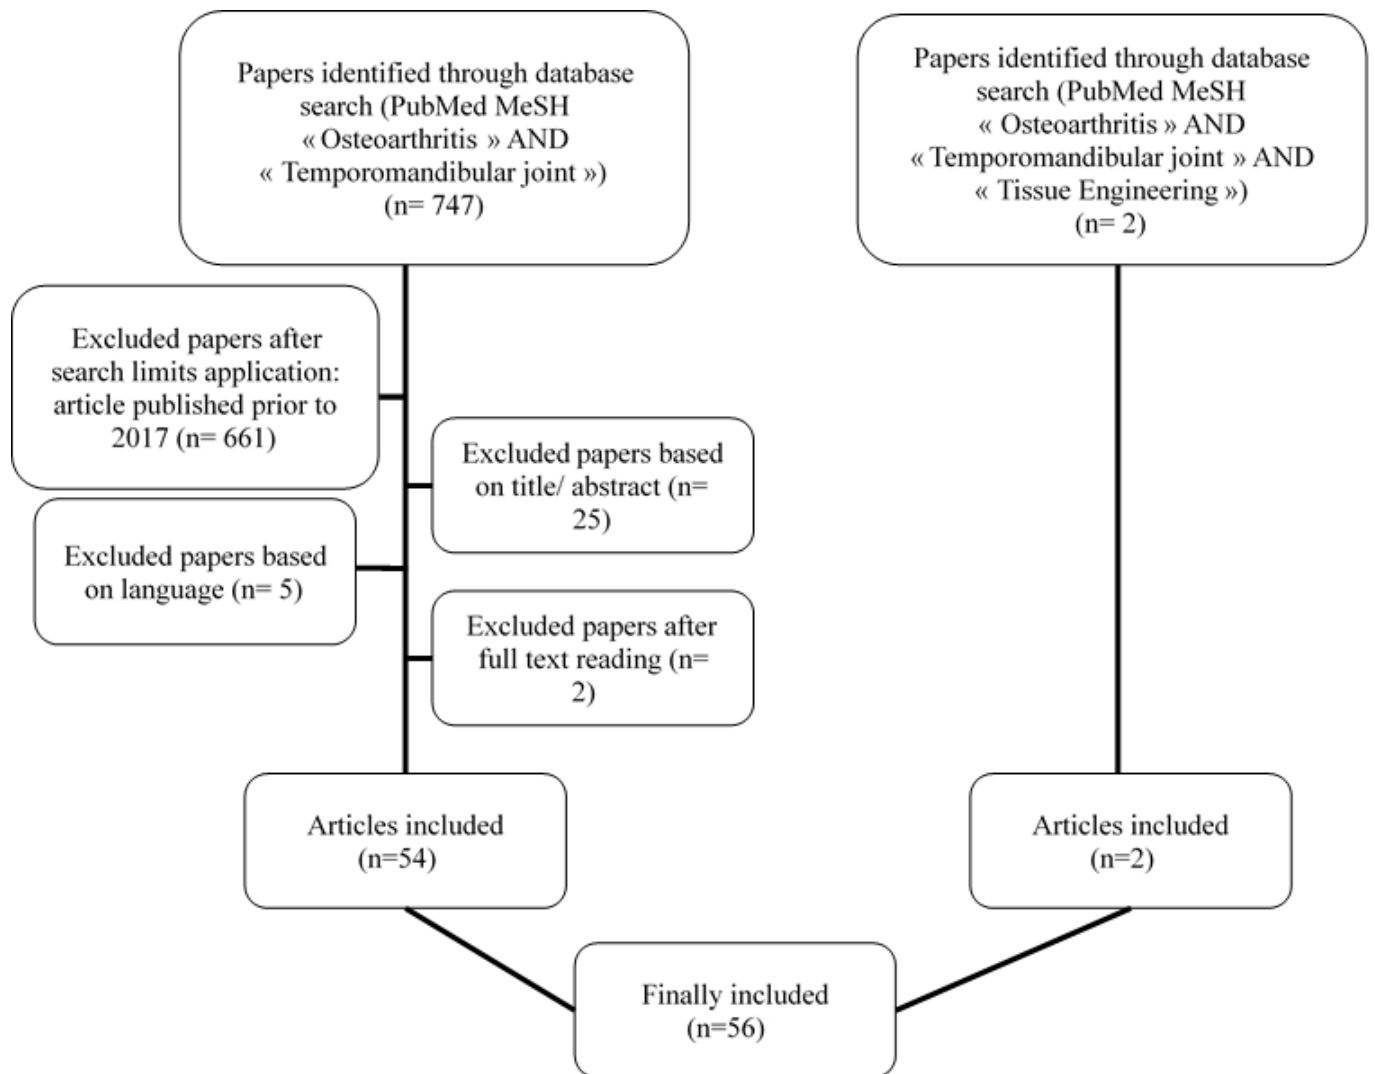 Papers identified through database
search (PubMed MeSH
« Osteoarthritis » AND
« Temporomandibular joint »)
(n= 747)
Papers identified through database
search (PubMed MeSH
« Osteoarthritis » AND
« Temporomandibular joint » AND
« Tissue Engineering »)
(n= 2)
Excluded papers after
search limits application:
article published prior to
2017 (n= 661)
Excluded papers based
on title/ abstract (n=
25)
Excluded papers based
on language (n= 5)
Excluded papers after
full text reading (n=
2)
Articles included
(n=54)
Articles included
(n=2)
Finally included
(n=56)